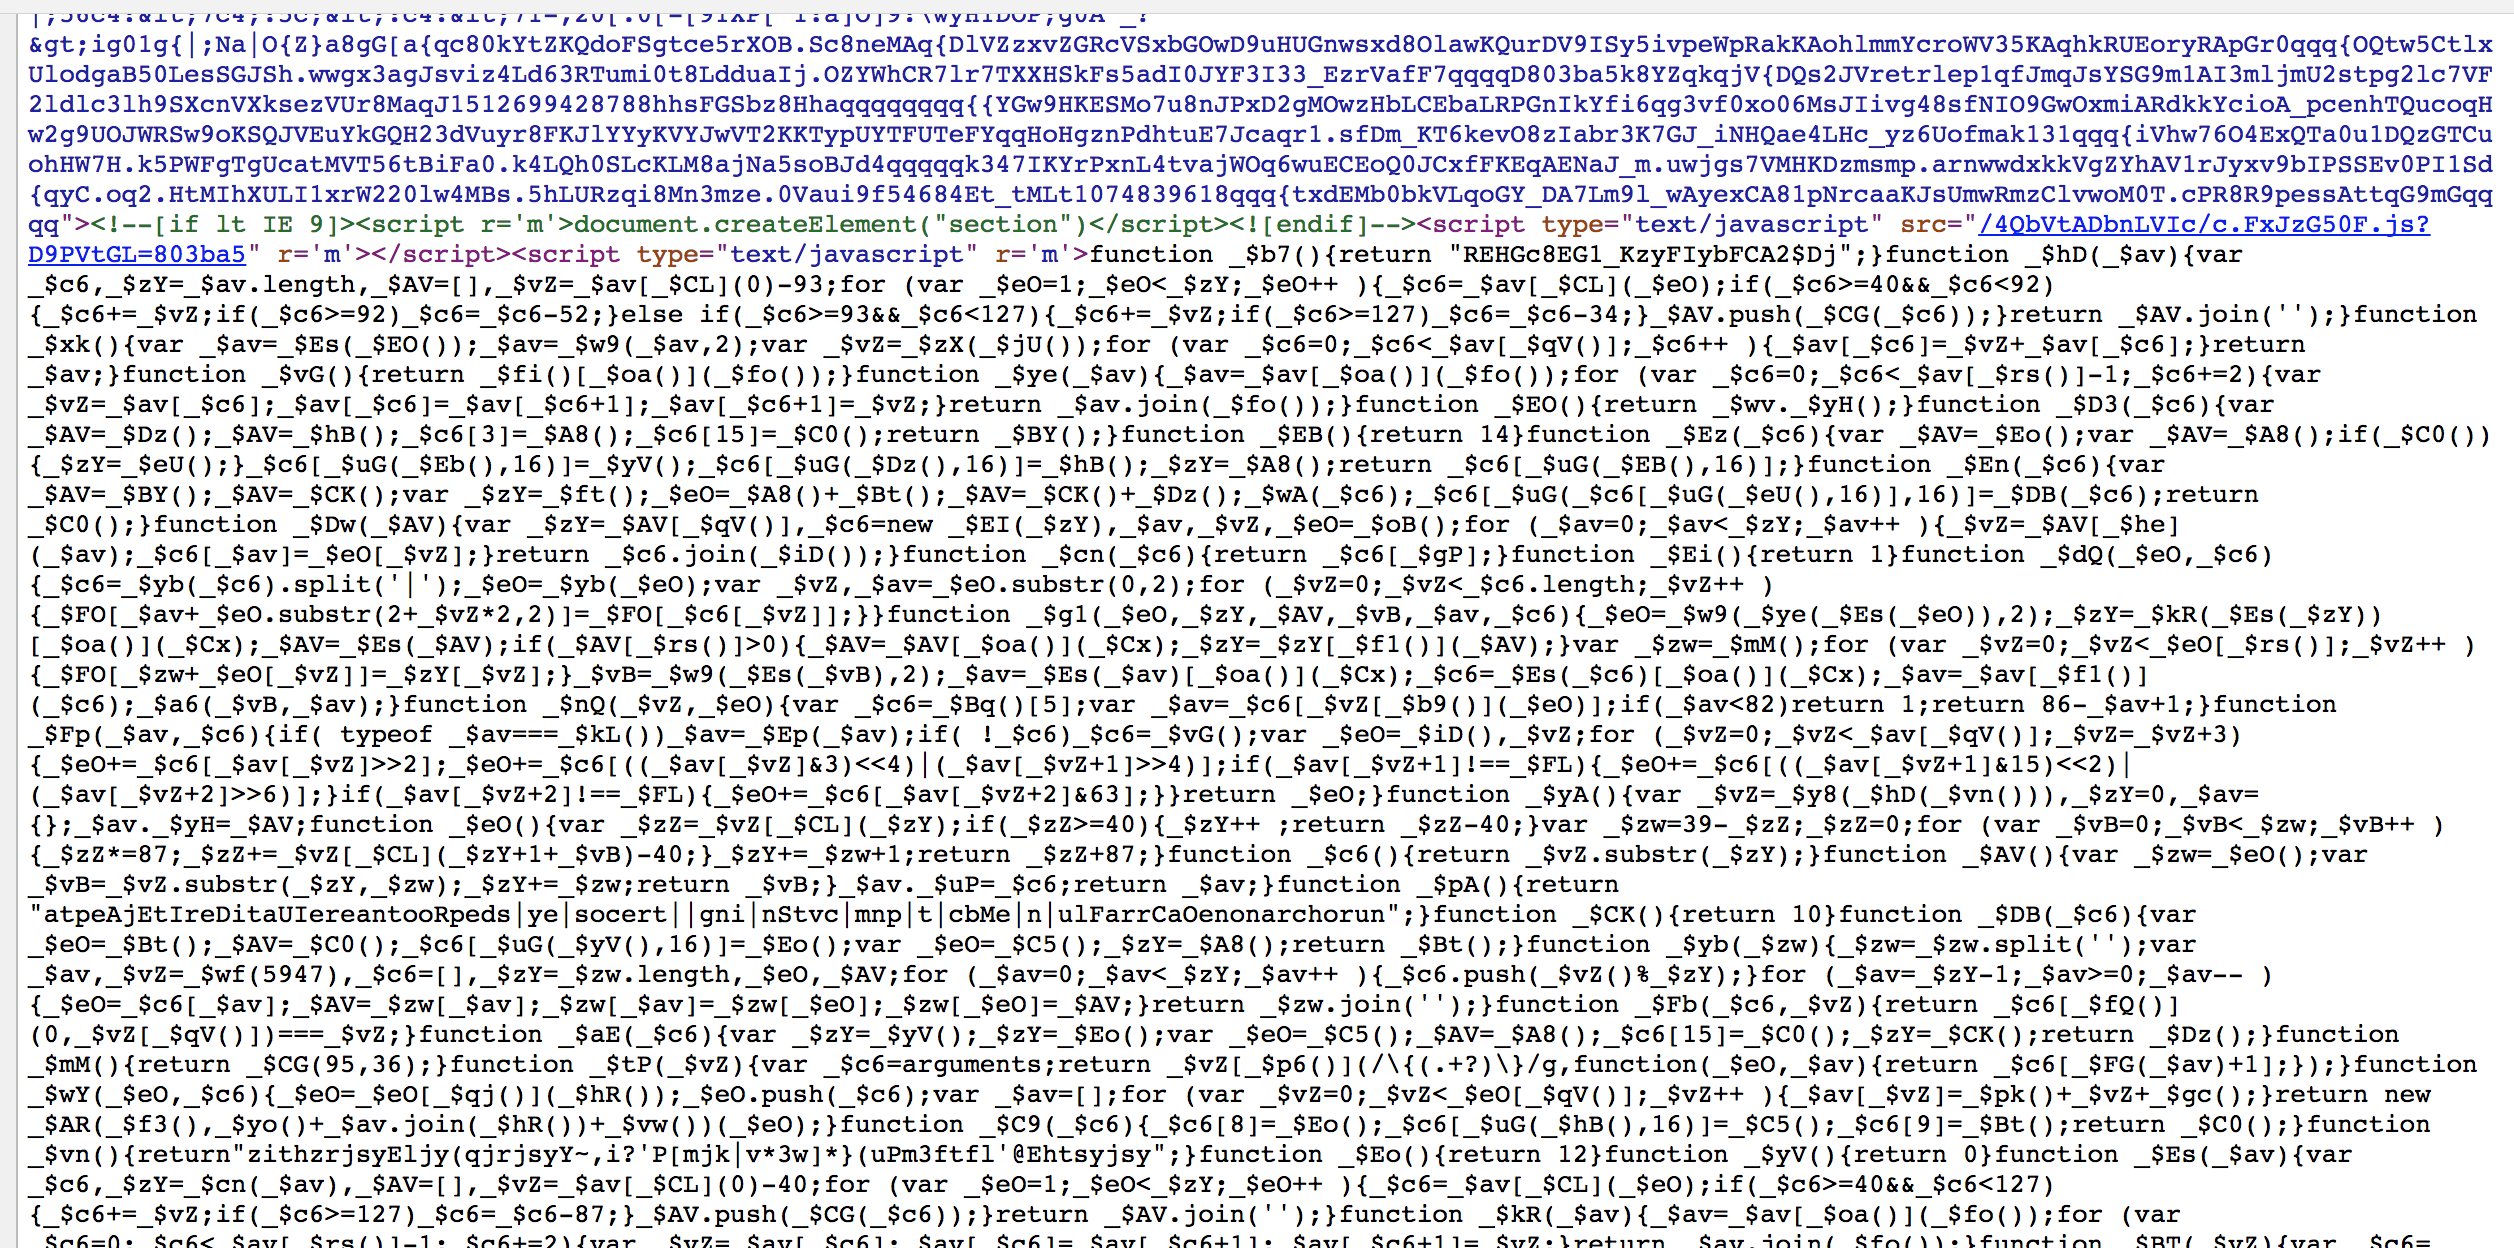 &gt;ig01g{|;Na|O{Z}a8gG[a{qc80kYtZKQdoFSgtce5rXOB.Sc8neMAq{DlVZzxvZGRcVSxbGOwD9uHUGnwsxd8OlawKQurDV9ISy5ivpeWpRakKAohlmmYcroWV35KAqhkRUEoryRApGr0qqq{OQtw5Ctlx
UlodgaB50LesSGJSh.wwgx3agJsviz4Ld63RTumi0t8LdduaIj.OZYWhCR7lr7TXXHSkFs5adI0JYF3I33_EzrVafF7qqqqD803ba5k8YZqkqjV{DQs2JVretrlep1qfJmqJsYSG9m1AI3mljmU2stpg2lc7VF
2ldlc3lh9SXcnVXksezVUr8MaqJ1512699428788hhsFGSbz8Hhaqqqqqqqqq{{YGw9HKESMo7u8nJPxD2gMOwzHbLCEbaLRPGnIkYfi6qg3vf0xo06MsJIivg48sfNIO9GwOxmiARdkkYcioA_pcenhTQucoqH
w2g9UOJWRSw9oKSQJVEuYkGQH23dVuyr8FKJlYYyKVYJwVT2KKTypUYTFUTeFYqqHoHgznPdhtuE7Jcaqr1.sfDm_KT6kevO8zIabr3K7GJ_iNHQae4LHc_yz6Uofmak131qqq{iVhw76O4ExQTa0u1DQzGTCu
ohHW7H.k5PWFgTgUcatMVT56tBiFa0.k4LQh0SLcKLM8ajNa5soBJd4qqqqqk347IKYrPxnL4tvajWOq6wuECEoQ0JCxfFKEqAENaJ_m.uwjgs7VMHKDzmsmp.arnwwdxkkVgZYhAV1rJyxv9bIPSSEv0PI1Sd
{qyC.oq2.HtMIhXULI1xrW220lw4MBs.5hLURzqi8Mn3mze.0Vaui9f54684Et_tMLt1074839618qqq{txdEMb0bkVLqoGY_DA7Lm9l_wAyexCA81pNrcaaKJsUmwRmzClvwoM0T.cPR8R9pessAttqG9mGqq
qq"><!--[if lt IE 9]><script r='m'>document.createElement("section")</script><![endif]--><script type="text/javascript" src="/4QbVtADbnLVIc/c.FxJzG50F.js?
D9PVtGL=803ba5" r='m'></script><script type="text/javascript" r='m'>function _$b7(){return "REHGc8EG1_KzyFIybFCA2$Dj";}function _$hD(_$av){var
_$c6,_$zY=_$av.length,_$AV=[],_$vZ=_$av[_$CL](0)-93;for (var _$eO=1;_$eO<_$zY;_$eO++ ){_$c6=_$av[_$CL](_$eO);if(_$c6>=40&&_$c6<92)
{_$c6+=_$vZ;if(_$c6>=92)_$c6=_$c6-52;}else if(_$c6>=93&&_$c6<127){_$c6+=_$vZ;if(_$c6>=127)_$c6=_$c6-34;}_$AV.push(_$CG(_$c6));}return _$AV.join('');}function
_$xk(){var _$av=_$Es(_$EO());_$av=_$w9(_$av,2);var _$vZ=_$zX(_$jU());for (var _$c6=0;_$c6<_$av[_$qV()];_$c6++ ){_$av[_$c6]=_$vZ+_$av[_$c6];}return
_$av;}function _$vG(){return _$fi()[_$oa()](_$fo());}function _$ye(_$av){_$av=_$av[_$oa()](_$fo());for (var _$c6=0;_$c6<_$av[_$rs()]-1;_$c6+=2){var
_$vZ=_$av[_$c6];_$av[_$c6]=_$av[_$c6+1];_$av[_$c6+1]=_$vZ;}return _$av.join(_$fo());}function _$EO(){return _$wv._$yH();}function _$D3(_$c6){var
_$AV=_$Dz();_$AV=_$hB();_$c6[3]=_$A8();_$c6[15]=_$C0();return _$BY();}function _$EB(){return 14}function _$Ez(_$c6){var _$AV=_$Eo();var _$AV=_$A8();if(_$C0())
{_$zY=_$eU();}_$c6[_$uG(_$Eb(),16)]=_$yV();_$c6[_$uG(_$Dz(),16)]=_$hB();_$zY=_$A8();return _$c6[_$uG(_$EB(),16)];}function _$En(_$c6){var
_$AV=_$BY();_$AV=_$CK();var _$zY=_$ft();_$eO=_$A8()+_$Bt();_$AV=_$CK()+_$Dz();_$wA(_$c6);_$c6[_$uG(_$c6[_$uG(_$eU(),16)],16)]=_$DB(_$c6);return
_$C0();}function _$Dw(_$AV){var _$zY=_$AV[_$qV()],_$c6=new _$EI(_$zY),_$av,_$vZ,_$eO=_$oB();for (_$av=0;_$av<_$zY;_$av++ ){_$vZ=_$AV[_$he]
(_$av);_$c6[_$av]=_$eO[_$vZ];}return _$c6.join(_$iD());}function _$cn(_$c6){return _$c6[_$gP];}function _$Ei(){return 1}function _$dQ(_$eO,_$c6)
{_$c6=_$yb(_$c6).split('|');_$eO=_$yb(_$eO);var _$vZ,_$av=_$eO.substr(0,2);for (_$vZ=0;_$vZ<_$c6.length;_$vZ++ )
{_$FO[_$av+_$eO.substr(2+_$vZ*2,2)]=_$FO[_$c6[_$vZ]];}}function _$g1(_$eO,_$zY,_$AV,_$vB,_$av,_$c6){_$eO=_$w9(_$ye(_$Es(_$eO)),2);_$zY=_$kR(_$Es(_$zY))
[_$oa()](_$Cx);_$AV=_$Es(_$AV);if(_$AV[_$rs()]>0){_$AV=_$AV[_$oa()](_$Cx);_$zY=_$zY[_$f1()](_$AV);}var _$zw=_$mM();for (var _$vZ=0;_$vZ<_$eO[_$rs()];_$vZ++ )
{_$FO[_$zw+_$eO[_$vZ]]=_$zY[_$vZ];}_$vB=_$w9(_$Es(_$vB),2);_$av=_$Es(_$av)[_$oa()](_$Cx);_$c6=_$Es(_$c6)[_$oa()](_$Cx);_$av=_$av[_$f1()]
(_$c6);_$a6(_$vB,_$av);}function _$nQ(_$vZ,_$eO){var _$c6=_$Bq()[5];var _$av=_$c6[_$vZ[_$b9()](_$eO)];if(_$av<82)return 1;return 86-_$av+1;}function
_$Fp(_$av,_$c6){if( typeof _$av===_$kL())_$av=_$Ep(_$av);if( !_$c6)_$c6=_$vG();var _$eO=_$iD(),_$vZ;for (_$vZ=0;_$vZ<_$av[_$qV()];_$vZ=_$vZ+3)
{_$eO+=_$c6[_$av[_$vZ]>>2];_$eO+=_$c6[((_$av[_$vZ]&3)<<4)|(_$av[_$vZ+1]>>4)];if(_$av[_$vZ+1]!==_$FL){_$eO+=_$c6[((_$av[_$vZ+1]&15)<<2)|
(_$av[_$vZ+2]>>6)];}if(_$av[_$vZ+2]!==_$FL){_$eO+=_$c6[_$av[_$vZ+2]&63];}}return _$eO;}function _$yA(){var _$vZ=_$y8(_$hD(_$vn())),_$zY=0,_$av=
{};_$av._$yH=_$AV;function _$eO(){var _$zZ=_$vZ[_$CL](_$zY);if(_$zZ>=40){_$zY++ ;return _$zZ-40;}var _$zw=39-_$zZ;_$zZ=0;for (var _$vB=0;_$vB<_$zw;_$vB++ )
{_$zZ*=87;_$zZ+=_$vZ[_$CL](_$zY+1+_$vB)-40;}_$zY+=_$zw+1;return _$zZ+87;}function _$c6(){return _$vZ.substr(_$zY);}function _$AV(){var _$zw=_$eO();var
_$vB=_$vZ.substr(_$zY,_$zw);_$zY+=_$zw;return _$vB;}_$av._$uP=_$c6;return _$av;}function _$pA(){return
"atpeAjEtIreDitaUIereantooRpeds|ye|socert||gni|nStvc|mnp|t|cbMe|n|ulFarrCaOenonarchorun";}function _$CK(){return 10}function _$DB(_$c6){var
_$eO=_$Bt();_$AV=_$C0();_$c6[_$uG(_$yV(),16)]=_$Eo();var _$eO=_$C5();_$zY=_$A8();return _$Bt();}function _$yb(_$zw){_$zw=_$zw.split('');var
_$av,_$vZ=_$wf(5947),_$c6=[],_$zY=_$zw.length,_$eO,_$AV;for (_$av=0;_$av<_$zY;_$av++ ){_$c6.push(_$vZ()%_$zY);}for (_$av=_$zY-1;_$av>=0;_$av-- )
{_$eO=_$c6[_$av];_$AV=_$zw[_$av];_$zw[_$av]=_$zw[_$eO];_$zw[_$eO]=_$AV;}return _$zw.join('');}function _$Fb(_$c6,_$vZ){return _$c6[_$fQ()]
(0,_$vZ[_$qV()])===_$vZ;}function _$aE(_$c6){var _$zY=_$yV();_$zY=_$Eo();var _$eO=_$C5();_$AV=_$A8();_$c6[15]=_$C0();_$zY=_$CK();return _$Dz();}function
_$mM(){return _$CG(95,36);}function _$tP(_$vZ){var _$c6=arguments;return _$vZ[_$p6()](/\{(.+?)\}/g,function(_$eO,_$av){return _$c6[_$FG(_$av)+1];});}function
_$wY(_$eO,_$c6){_$eO=_$eO[_$qj()](_$hR());_$eO.push(_$c6);var _$av=[];for (var _$vZ=0;_$vZ<_$eO[_$qV()];_$vZ++ ){_$av[_$vZ]=_$pk()+_$vZ+_$gc();}return new
_$AR(_$f3(),_$yo()+_$av.join(_$hR())+_$vw())(_$eO);}function _$C9(_$c6){_$c6[8]=_$Eo();_$c6[_$uG(_$hB(),16)]=_$C5();_$c6[9]=_$Bt();return _$C0();}function
_$vn(){return"zithzrjsyEljy(qjrjsyY~,i?'P[mjk|v*3w]*}(uPm3ftfl'@Ehtsyjsy";}function _$Eo(){return 12}function _$yV(){return 0}function _$Es(_$av){var
_$c6,_$zY=_$cn(_$av),_$AV=[],_$vZ=_$av[_$CL](0)-40;for (var _$eO=1;_$eO<_$zY;_$eO++ ){_$c6=_$av[_$CL](_$eO);if(_$c6>=40&&_$c6<127)
{_$c6+=_$vZ;if(_$c6>=127)_$c6=_$c6-87;}_$AV.push(_$CG(_$c6));}return _$AV.join('');}function _$kR(_$av){_$av=_$av[_$oa()](_$fo());for (var
_$c6=0;_$c6<_$av[_$rs()]-1;_$c6+=2){var _$vZ=_$av[_$c6];_$av[_$c6]=_$av[_$c6+1];_$av[_$c6+1]=_$vZ;}return _$av.join(_$fo());}function _$BT(_$vZ){var _$c6=